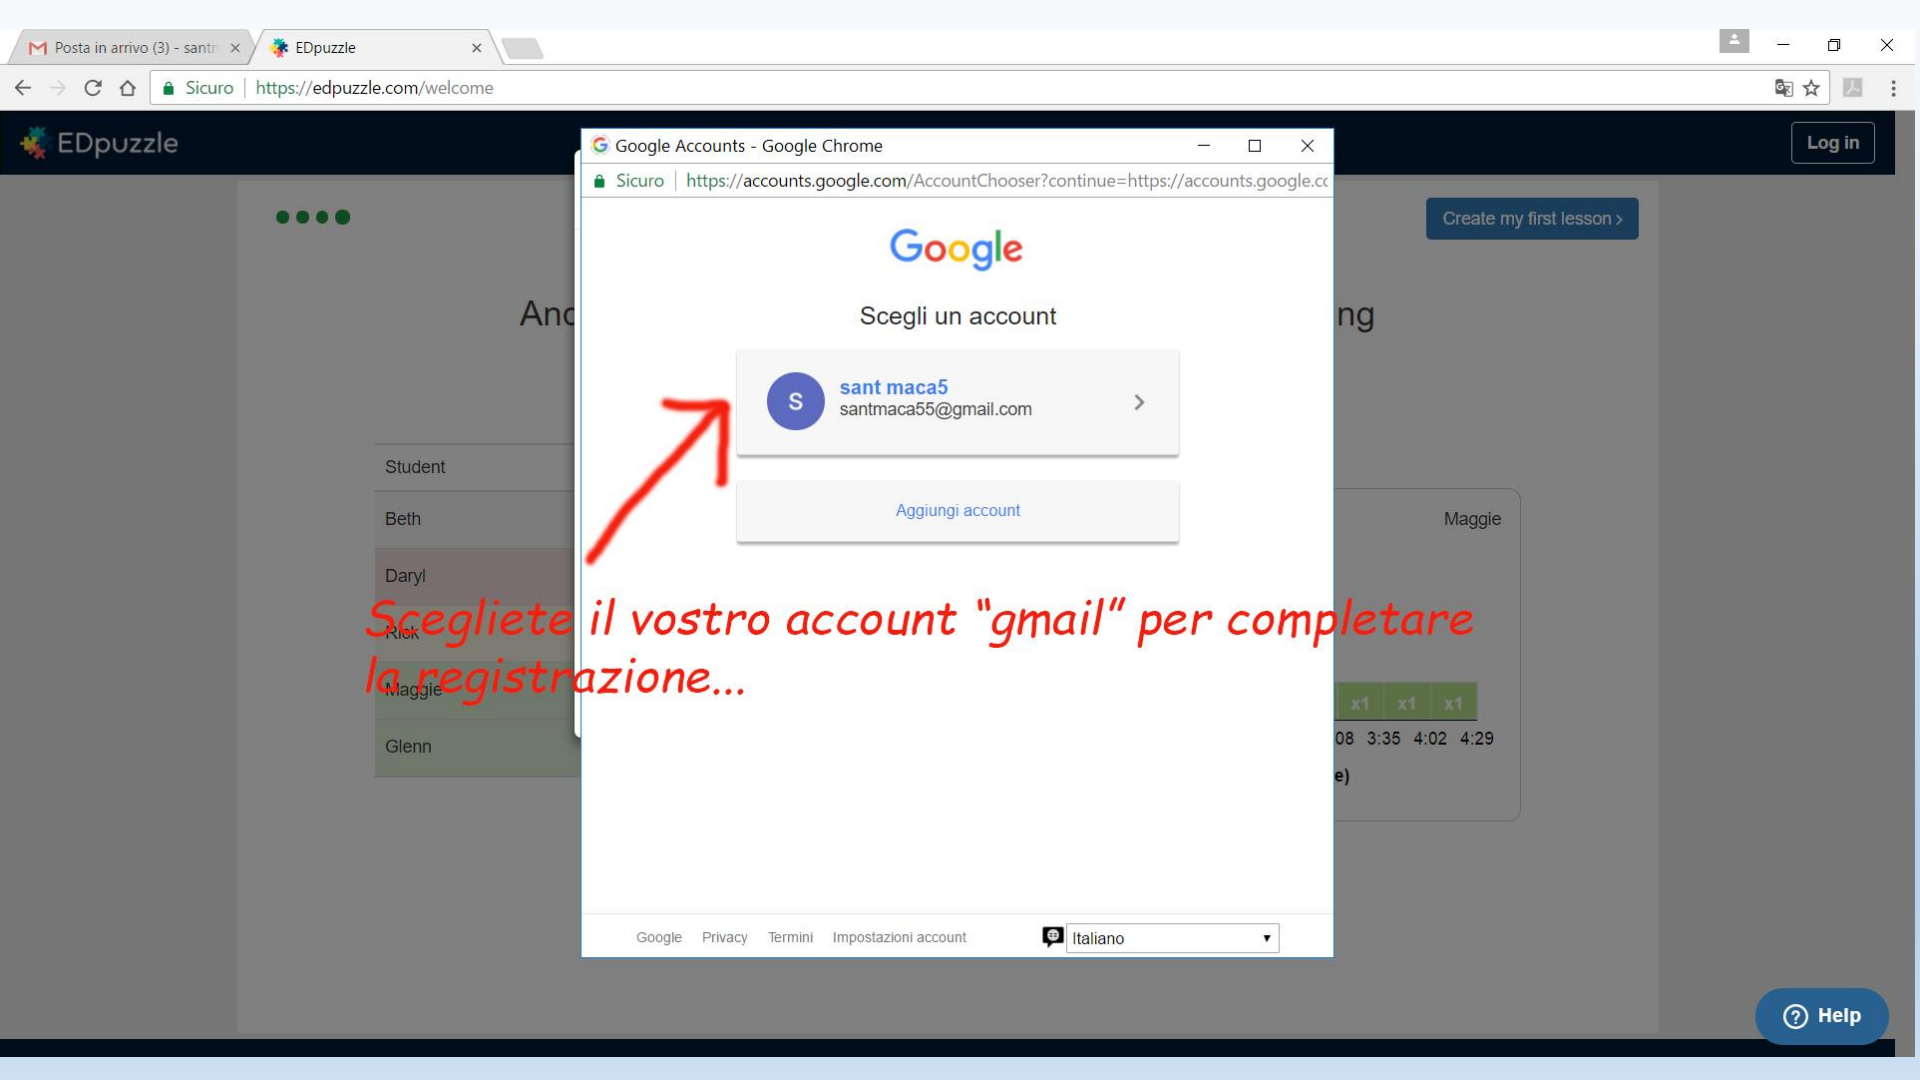 Posta in arrivo (3) - santm
EDpuzzle
Sicuro https://edpuzzle.com/welcome
EDpuzzle
Log in
Google Accounts - Google Chrome
Sicuro https://accounts.google.com/AccountChooser?continue=https://accounts.google.co
Create my first lesson >
Google
And
ng
Scegli un account
S
sant maca5
santmaca55@gmail.com
Aggiungi account
Student
Beth
Daryl
Rick
Maggie
Glenn
Maggie
Scegliete il vostro account “gmail” per completare
la registrazione...
x1 x1 x1
08 3:35 4:02 4:29
e)
Google Privacy Termini Impostazioni account
Italiano
? Help